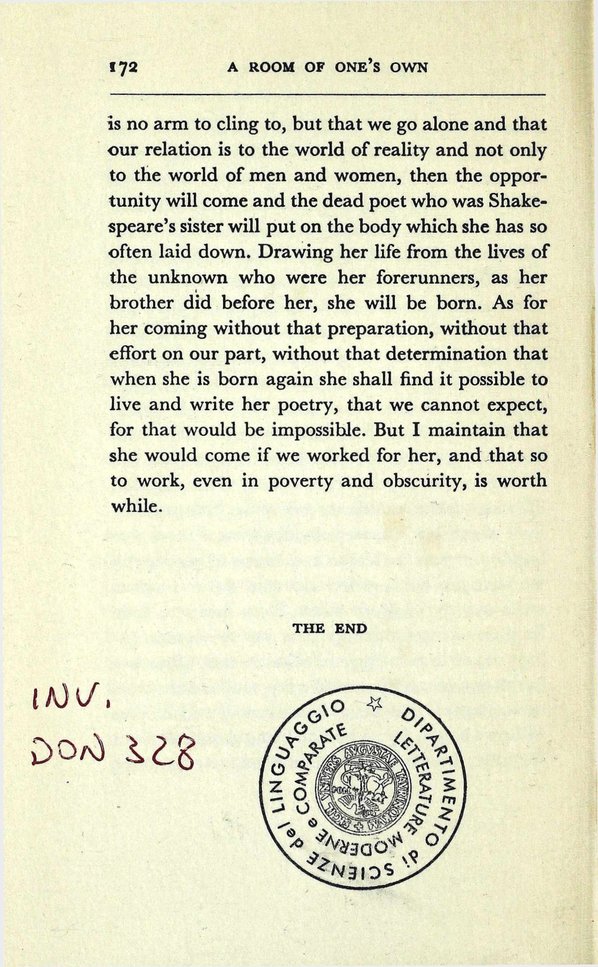 172 A ROOM OF ONE'S OWN
is no arm to cling to, but that we go alone and that
our relation is to the world of reality and not only
to the world of men and women, then the oppor-
tunity will come and the dead poet who was Shake-
speare's sister will put on the body which she has so
often laid down. Drawing her life from the lives of
the unknown who were her forerunners, as her
brother did before her, she will be born. As for
her coming without that preparation, without that
effort on our part, without that determination that
when she is born again she shall find it possible to
live and write her poetry, that we cannot expect,
for that would be impossible. But I maintain that
she would come if we worked for her, and that so
to work, even in poverty and obscurity, is worth
while.
THE END
INV.
DON 328
DIPARTIMENTO di SCIENZE del LINGUAGGIO
e LETTERATURE MODERNE e COMPARATE